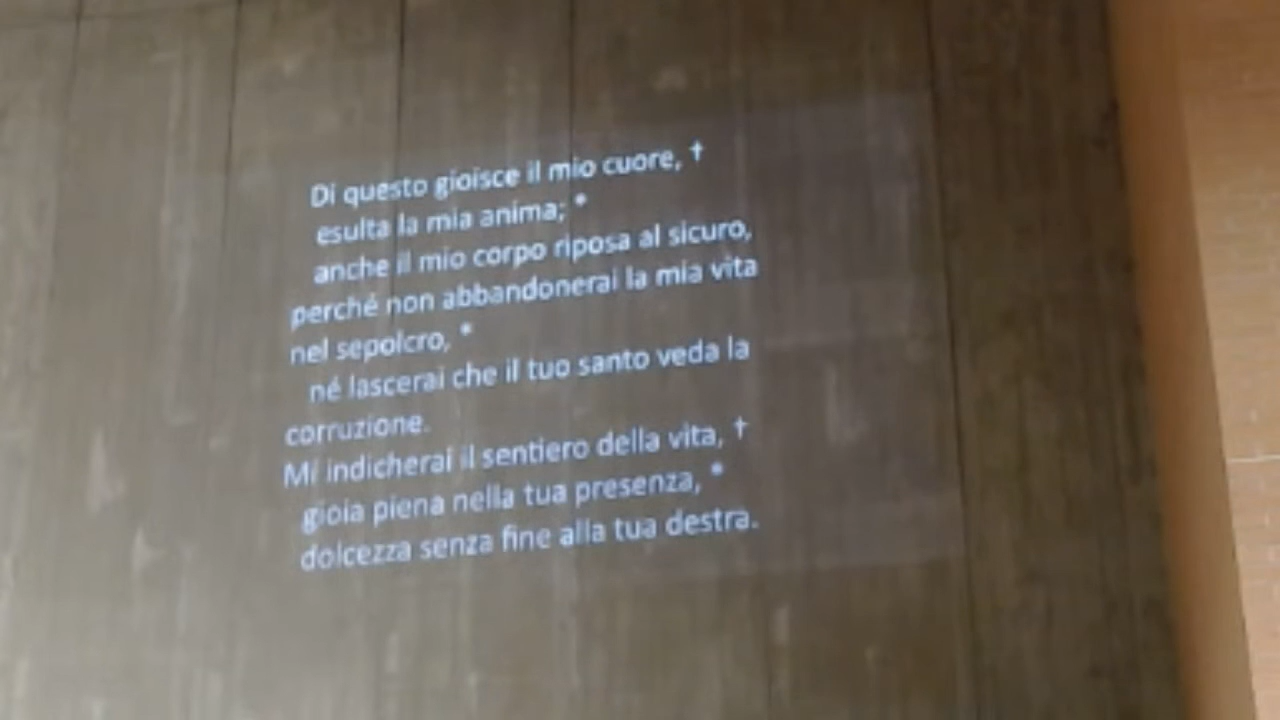 Di questo gioisce il mio cuore, †
esulta la mia anima; *
anche il mio corpo riposa al sicuro,
perché non abbandonerai la mia vita
nel sepolcro, *
né lascerai che il tuo santo veda la
corruzione.
Mi indicherai il sentiero della vita, †
gioia piena nella tua presenza, *
dolcezza senza fine alla tua destra.